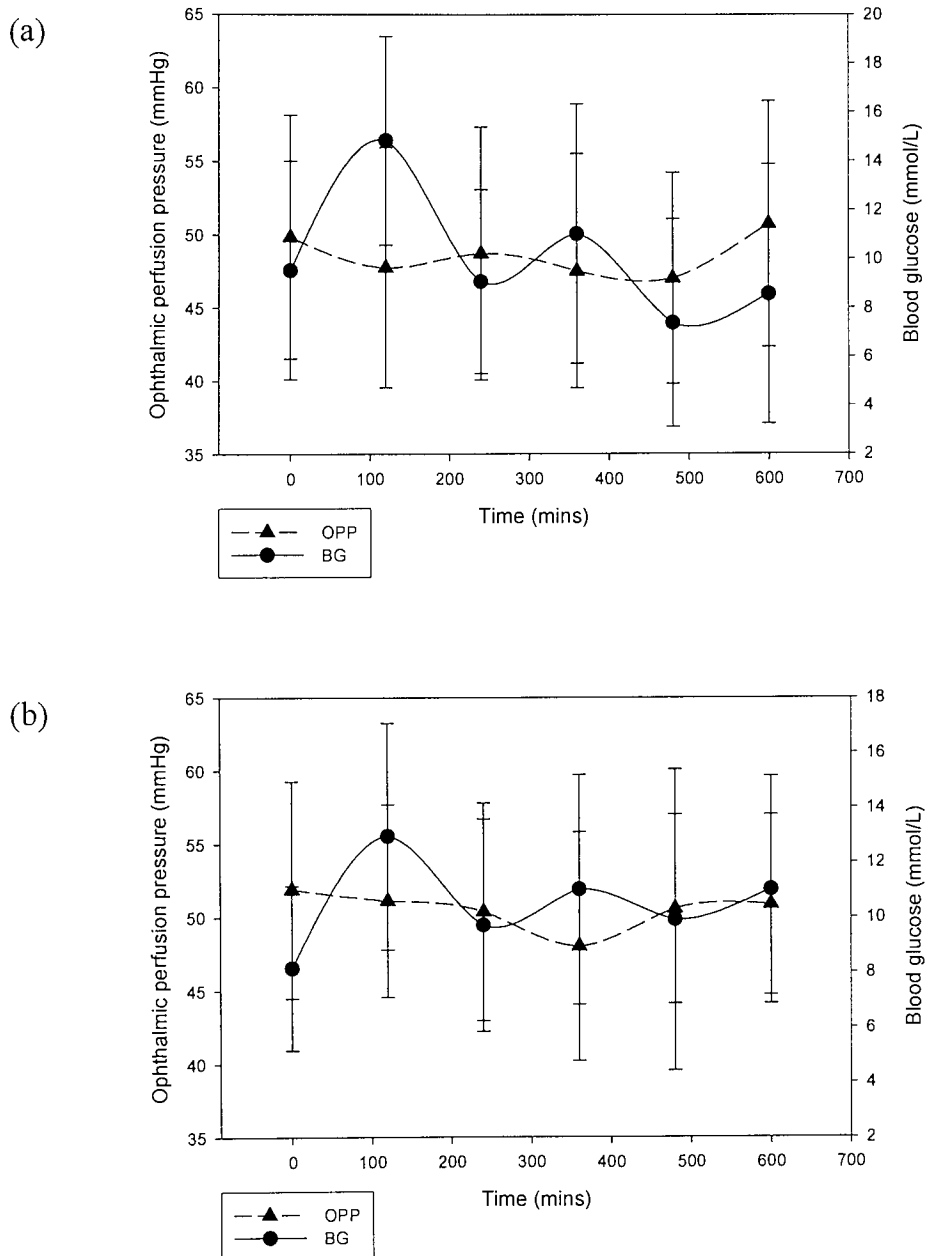 (a)
65
60
55
50
45
40
35
Ophthalmic perfusion pressure (mmHg)
20
18
16
14
12
10
8
6
4
2
Blood glucose (mmol/L)
0 100 200 300 400 500 600 700
Time (mins)
OPP
BG
(b)
65
60
55
50
45
40
35
Ophthalmic perfusion pressure (mmHg)
18
16
14
12
10
8
6
4
2
Blood glucose (mmol/L)
0 100 200 300 400 500 600 700
Time (mins)
OPP
BG